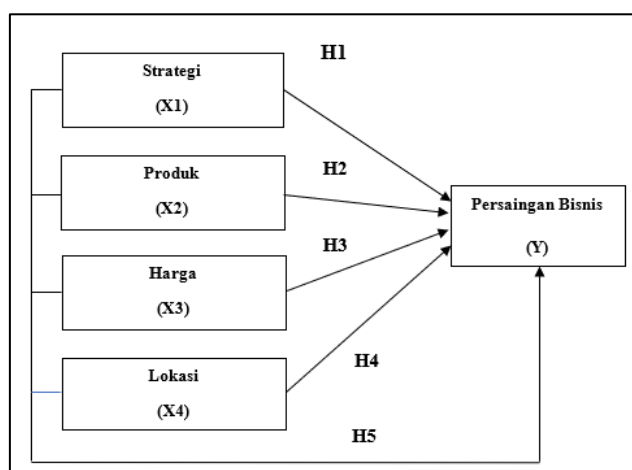 H1
Strategi
(X1)
H2
Produk
(X2)
Persaingan Bisnis
(Y)
H3
Harga
(X3)
H4
Lokasi
(X4)
H5